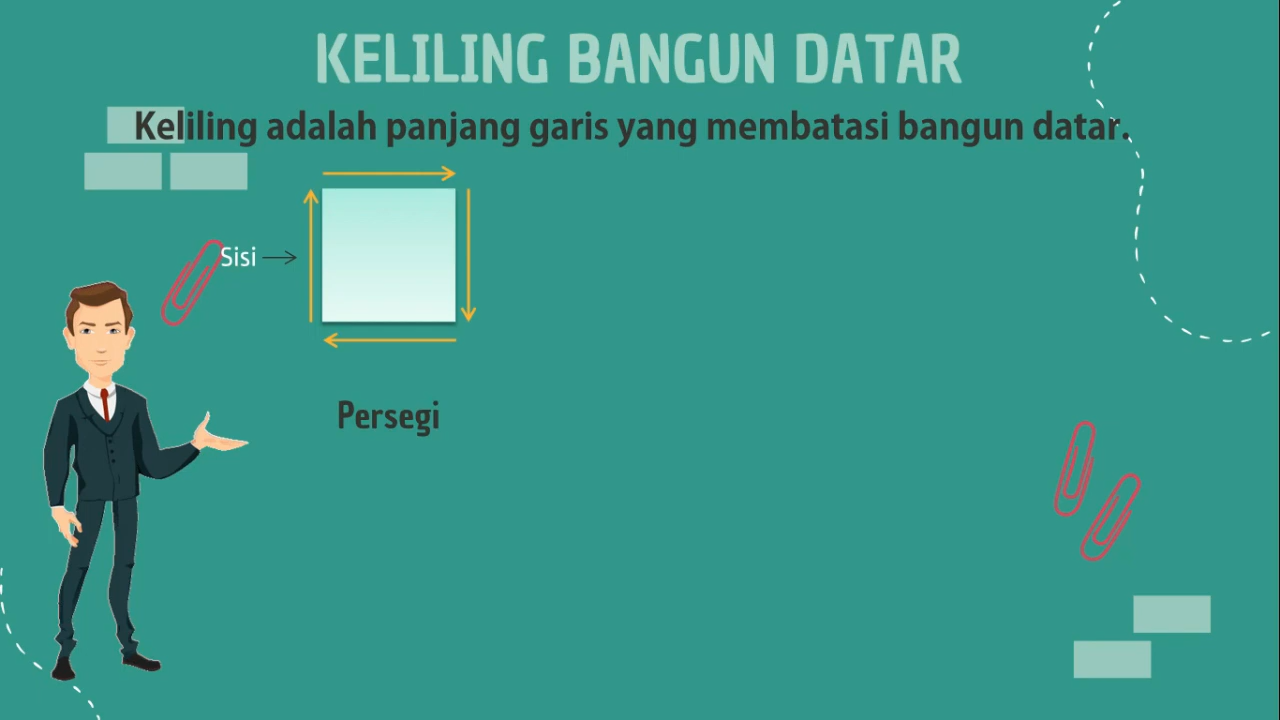 KELILING BANGUN DATAR
Keliling adalah panjang garis yang membatasi bangun datar.
Sisi
Persegi